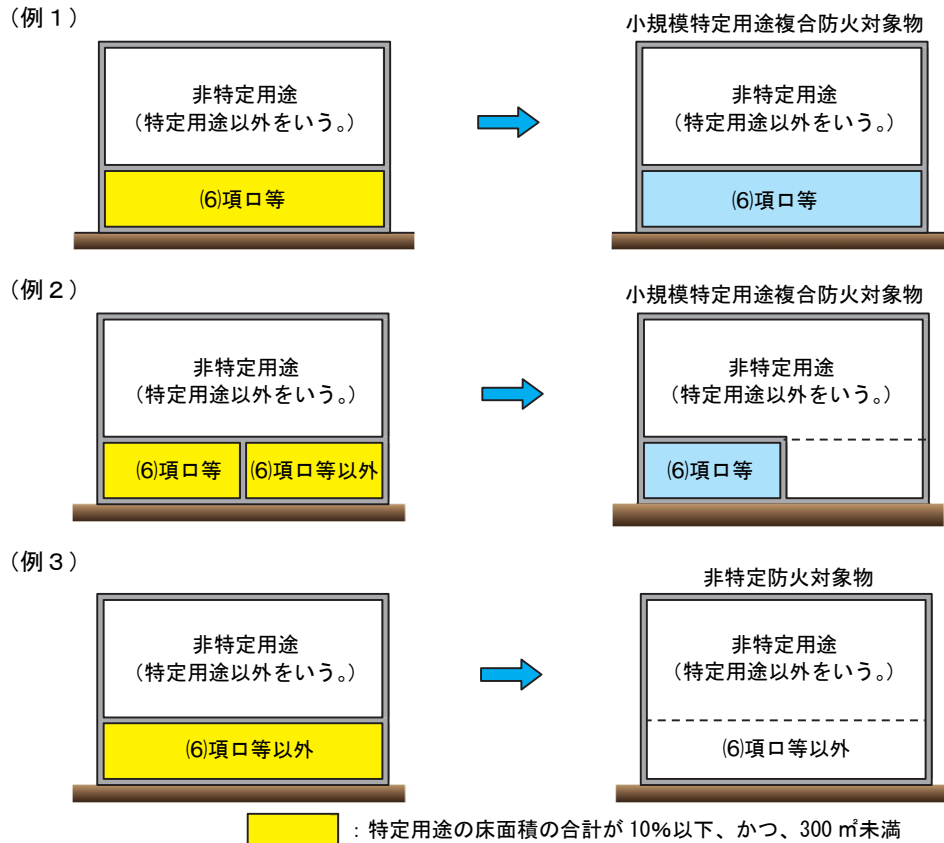 （例１）
小規模特定用途複合防火対象物
非特定用途
（特定用途以外をいう。）
非特定用途
（特定用途以外をいう。）
⑹項ロ等
⑹項ロ等
（例２）
小規模特定用途複合防火対象物
非特定用途
（特定用途以外をいう。）
非特定用途
（特定用途以外をいう。）
⑹項ロ等
⑹項ロ等以外
⑹項ロ等
（例３）
非特定防火対象物
非特定用途
（特定用途以外をいう。）
非特定用途
（特定用途以外をいう。）
⑹項ロ等以外
⑹項ロ等以外
：特定用途の床面積の合計が 10％以下、かつ、300 ㎡未満